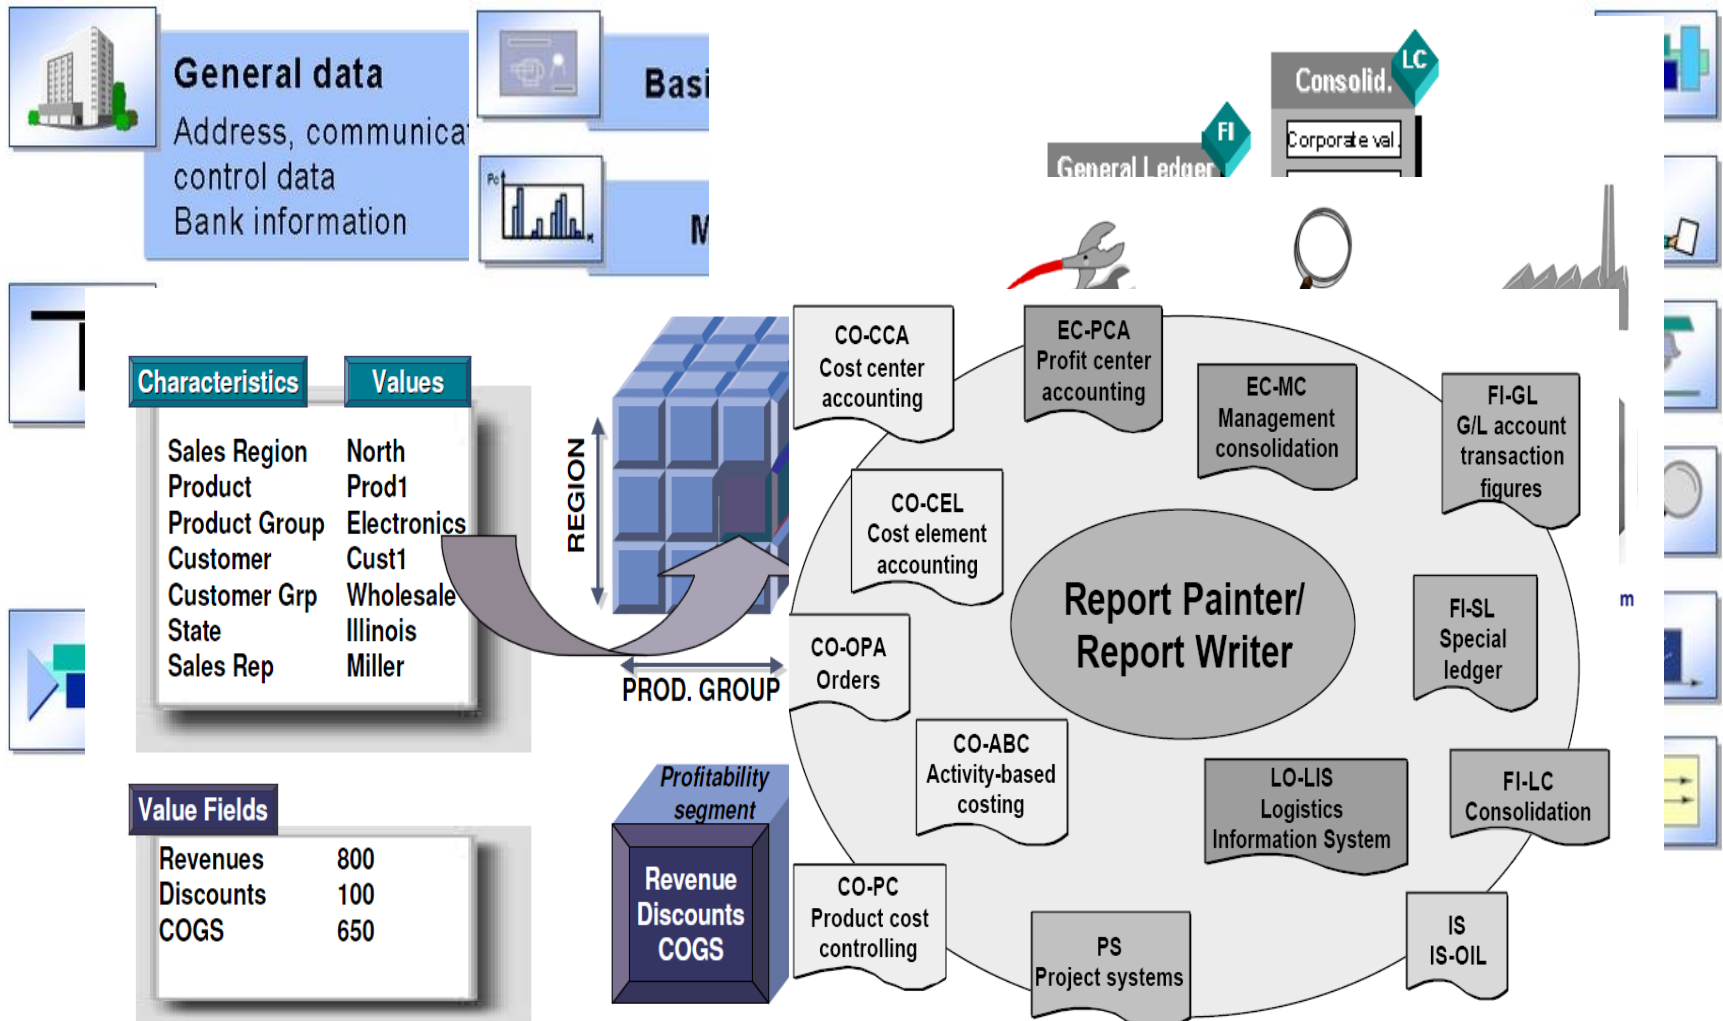 General data
Address, communica
control data
Bank information
Basi
M
Pc
LC
Consolid.
Corporate val.
FI
General Ledger
Characteristics Values
Sales Region North
Product Prod1
Product Group Electronics
Customer Cust1
Customer Grp Wholesale
State Illinois
Sales Rep Miller
Value Fields
Revenues 800
Discounts 100
COGS 650
REGION
PROD. GROUP
Profitability
segment
Revenue
Discounts
COGS
CO-CCA
Cost center
accounting
EC-PCA
Profit center
accounting
EC-MC
Management
consolidation
FI-GL
G/L account
transaction
figures
CO-CEL
Cost element
accounting
Report Painter/
Report Writer
FI-SL
Special
ledger
CO-OPA
Orders
CO-ABC
Activity-based
costing
LO-LIS
Logistics
Information System
FI-LC
Consolidation
CO-PC
Product cost
controlling
PS
Project systems
IS
IS-OIL
m